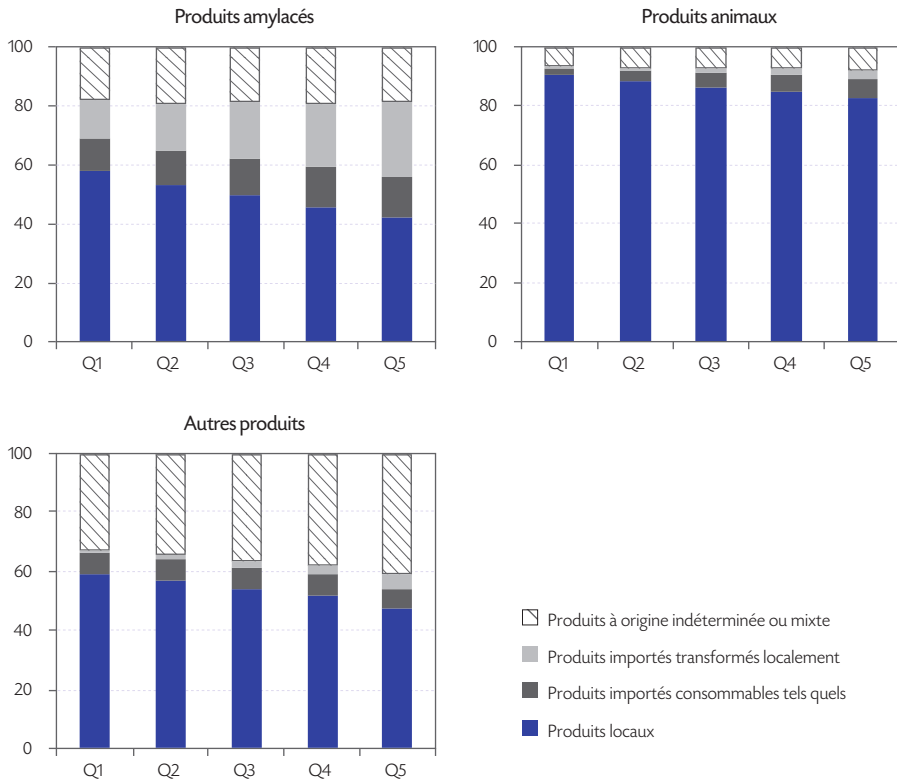 Produits amylacés
100
80
60
40
20
0
Q1 Q2 Q3 Q4 Q5
Produits animaux
100
80
60
40
20
0
Q1 Q2 Q3 Q4 Q5
Autres produits
100
80
60
40
20
0
Q1 Q2 Q3 Q4 Q5
Produits à origine indéterminée ou mixte
Produits importés transformés localement
Produits importés consommables tels quels
Produits locaux